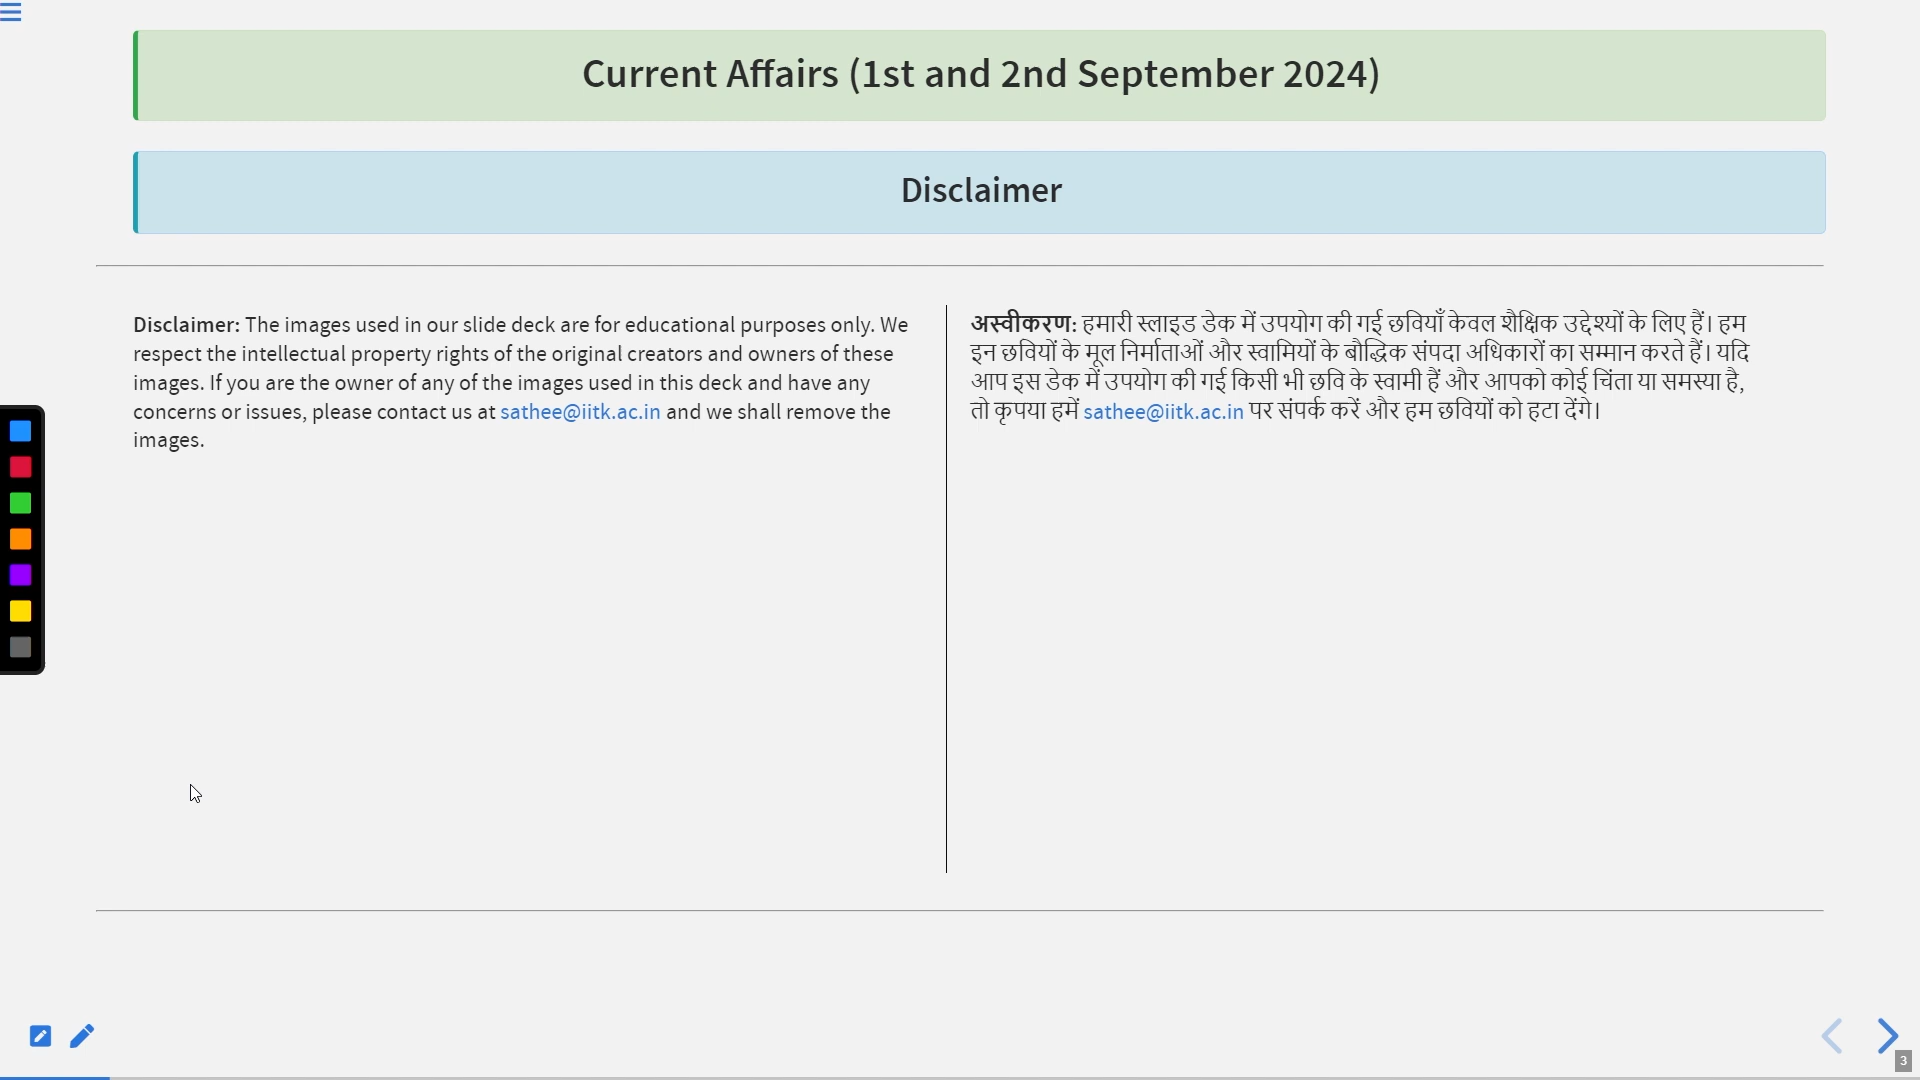 Current Affairs (1st and 2nd September 2024)
Disclaimer
Disclaimer: The images used in our slide deck are for educational purposes only. We
respect the intellectual property rights of the original creators and owners of these
images. If you are the owner of any of the images used in this deck and have any
concerns or issues, please contact us at sathee@iitk.ac.in and we shall remove the
images.
अस्वीकरण: हमारी स्लाइड डेक में उपयोग की गई छवियाँ केवल शैक्षिक उद्देश्यों के लिए हैं। हम
इन छवियों के मूल निर्माताओं और स्वामियों के बौद्धिक संपदा अधिकारों का सम्मान करते हैं। यदि
आप इस डेक में उपयोग की गई किसी भी छवि के स्वामी हैं और आपको कोई चिंता या समस्या है,
तो कृपया हमें sathee@iitk.ac.in पर संपर्क करें और हम छवियों को हटा देंगे।
3